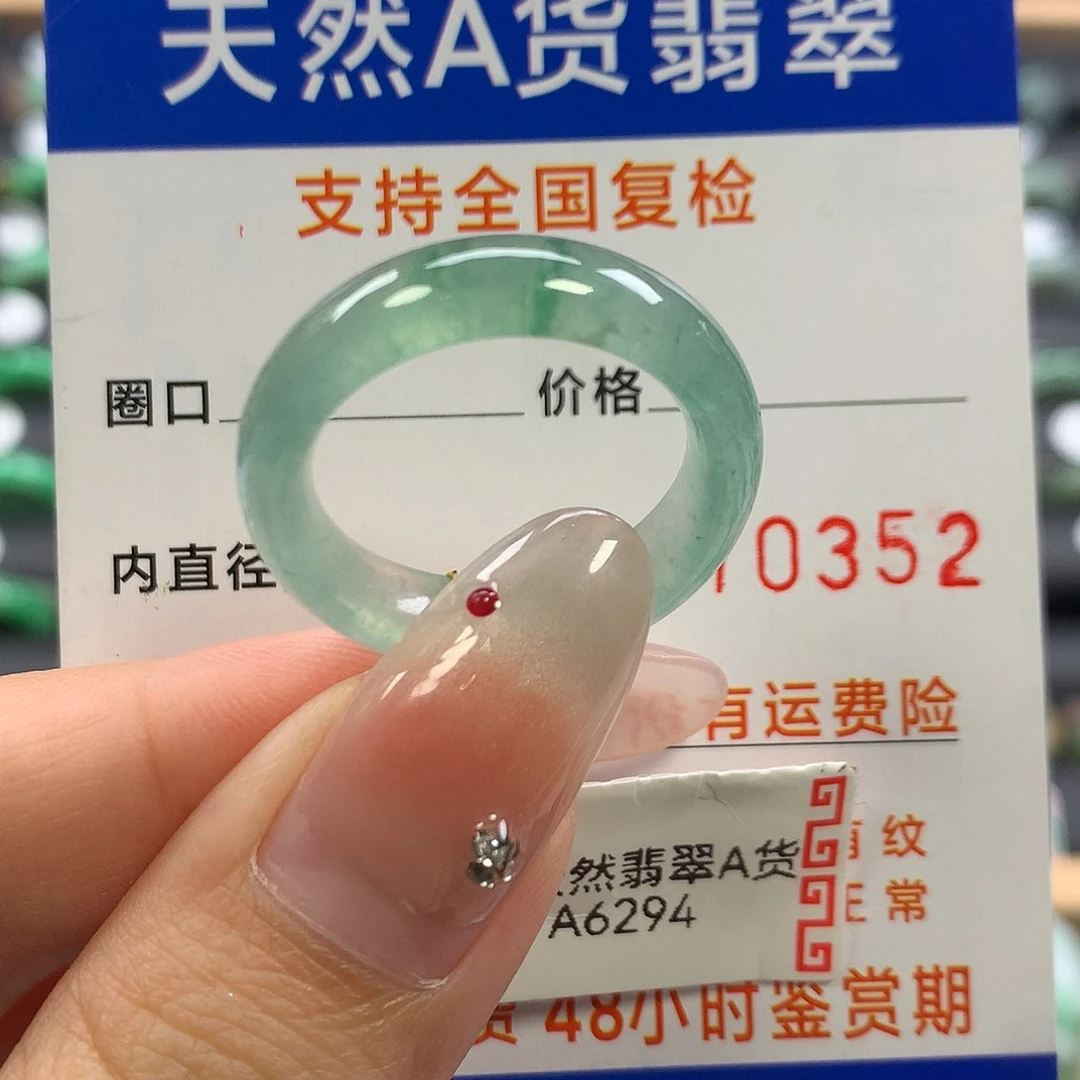 天然A货翡翠
支持全国复检
圈口 价格
内直径 0352
有运费险
然翡翠A货
A6294
纹
常
48小时鉴赏期